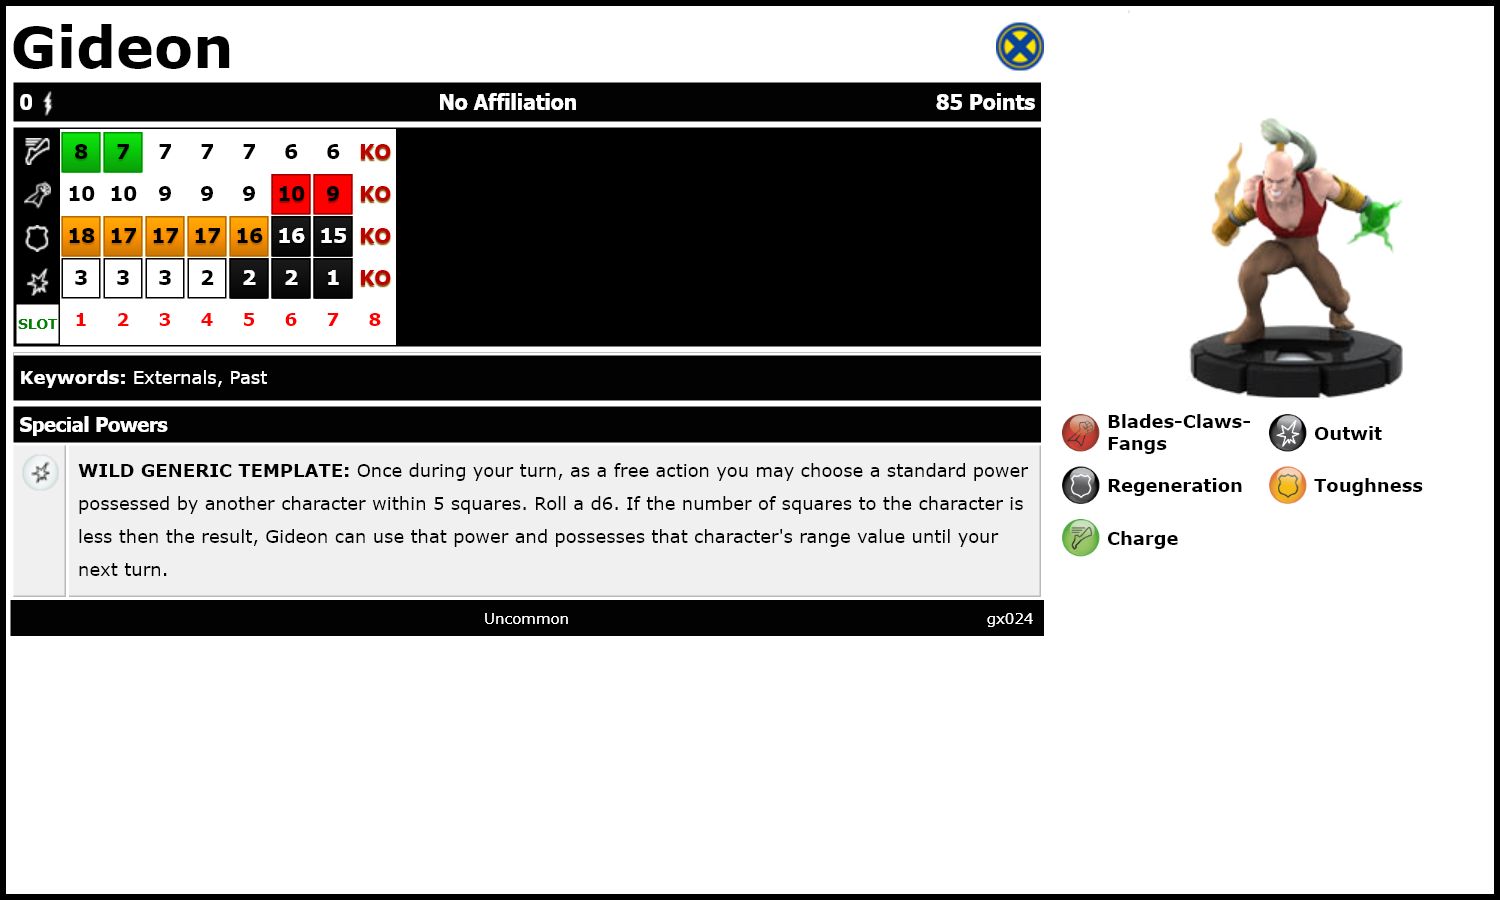 Gideon
0 No Affiliation 85 Points
8 7 7 7 7 6 6 KO
10 10 9 9 9 10 9 KO
18 17 17 17 16 16 15 KO
3 3 3 2 2 2 1 KO
SLOT 1 2 3 4 5 6 7 8
Keywords: Externals, Past
Special Powers
WILD GENERIC TEMPLATE: Once during your turn, as a free action you may choose a standard power
possessed by another character within 5 squares. Roll a d6. If the number of squares to the character is
less then the result, Gideon can use that power and possesses that character's range value until your
next turn.
Uncommon gx024
Blades-Claws-
Fangs
Outwit
Regeneration
Toughness
Charge